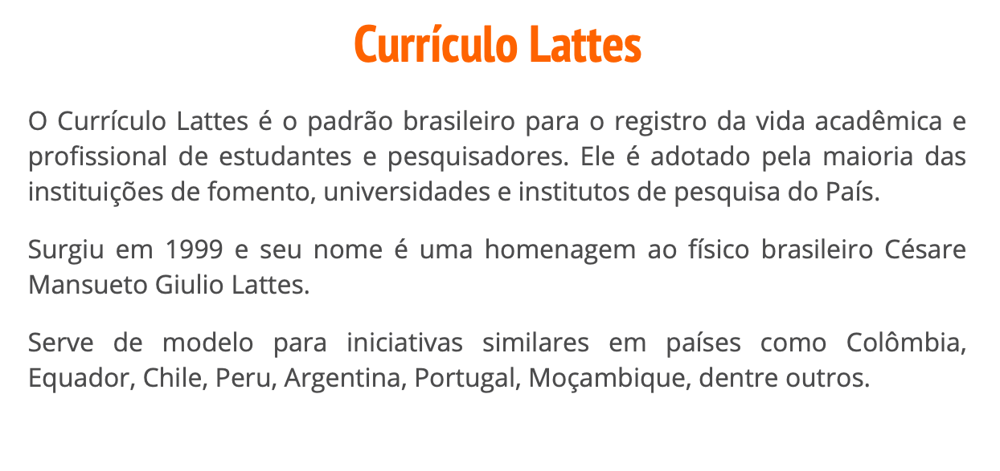 Currículo Lattes
O Currículo Lattes é o padrão brasileiro para o registro da vida acadêmica e
profissional de estudantes e pesquisadores. Ele é adotado pela maioria das
instituições de fomento, universidades e institutos de pesquisa do País.
Surgiu em 1999 e seu nome é uma homenagem ao físico brasileiro Césare
Mansueto Giulio Lattes.
Serve de modelo para iniciativas similares em países como Colômbia,
Equador, Chile, Peru, Argentina, Portugal, Moçambique, dentre outros.